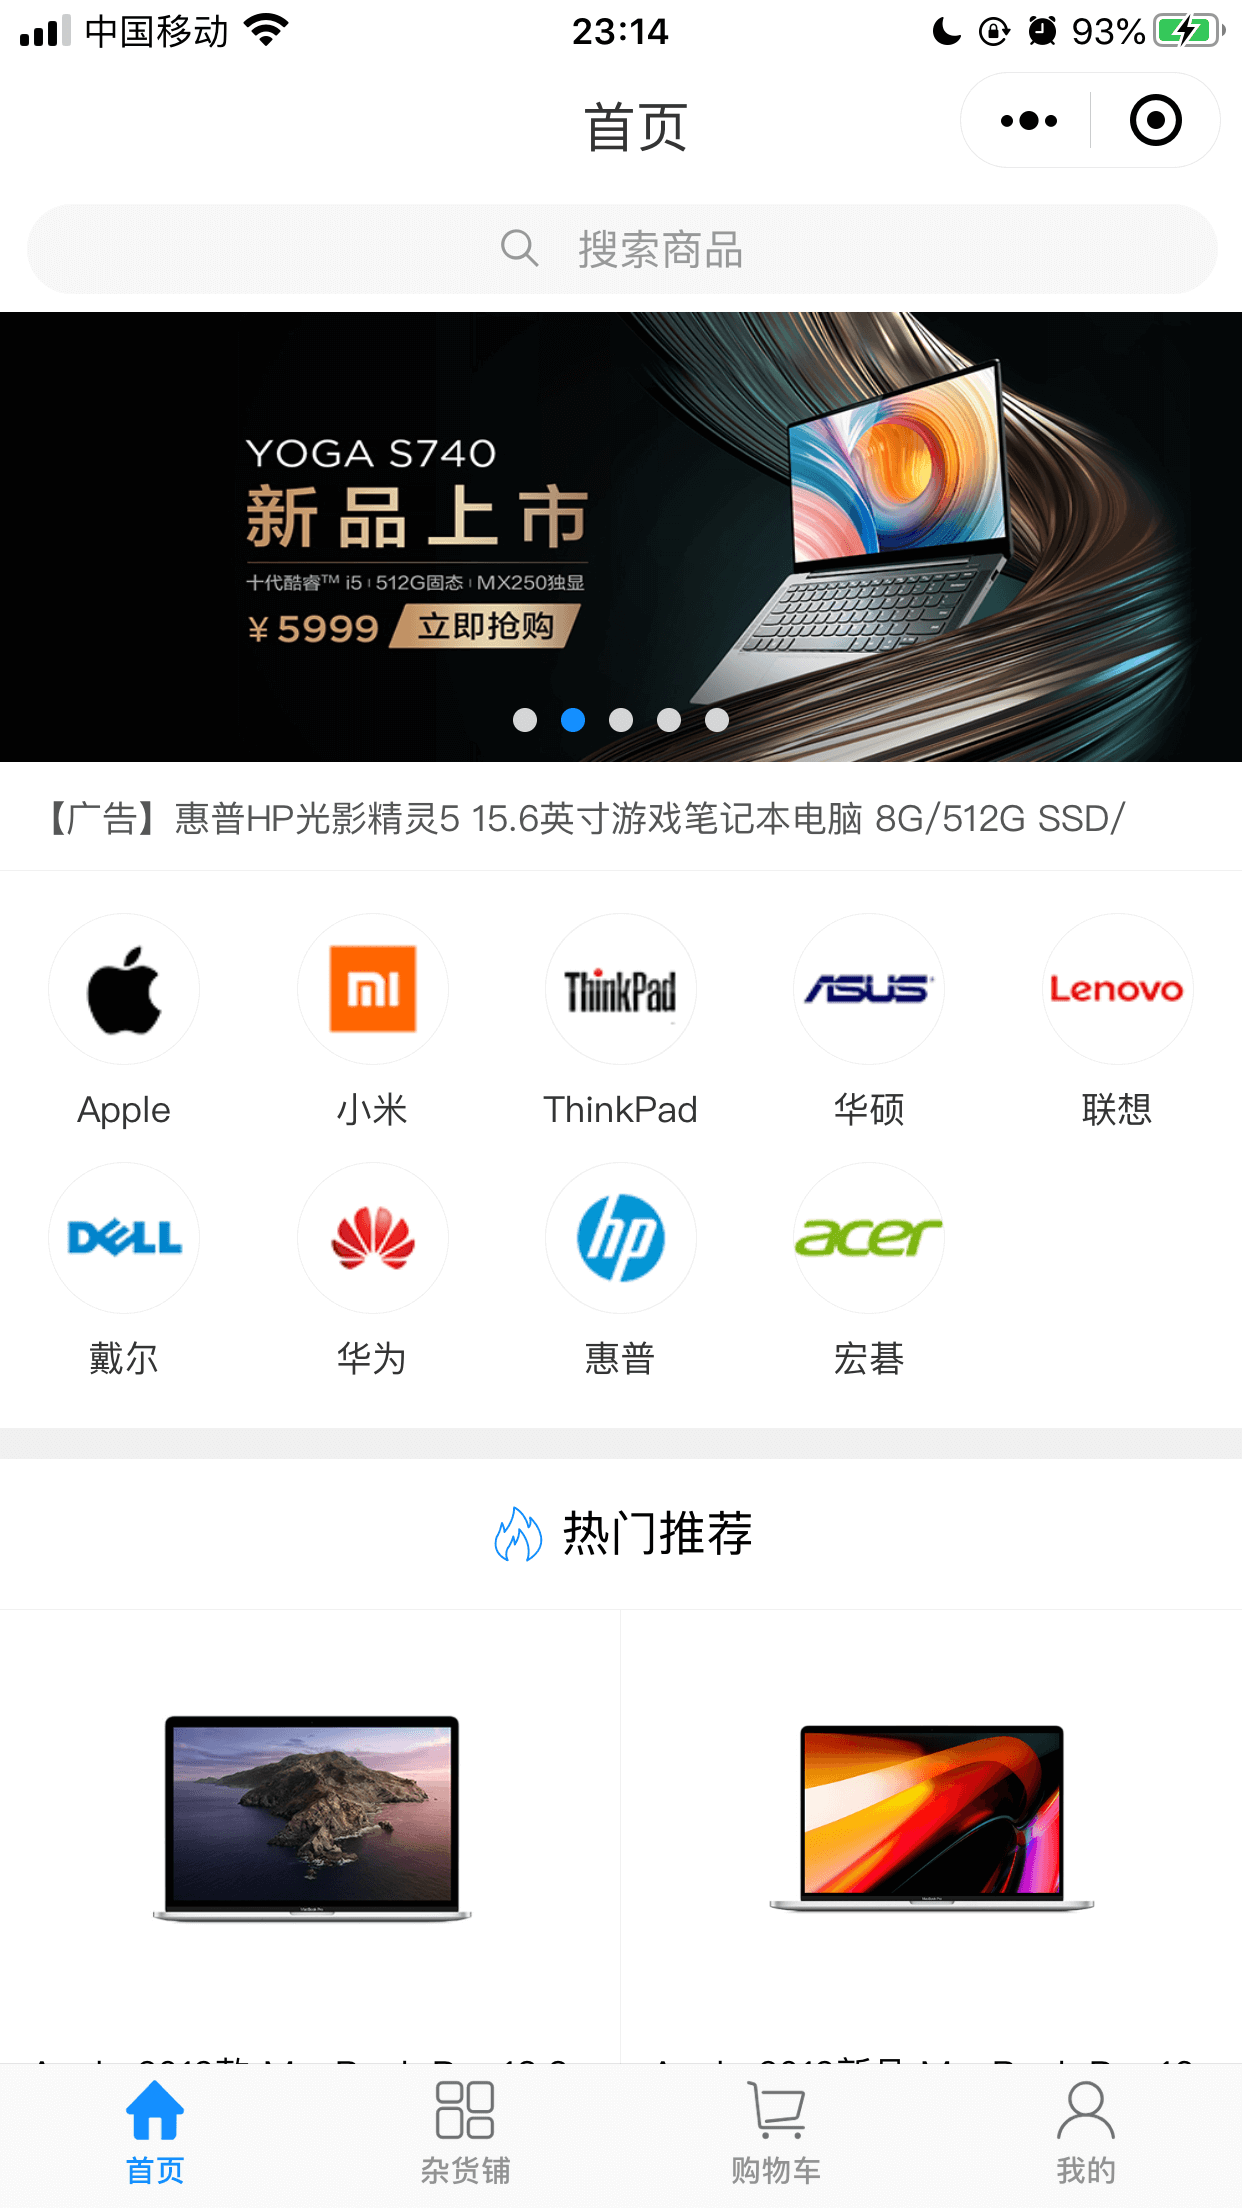 中国移动
23:14
93%
首页
搜索商品
YOGA S740
新品上市
十代酷睿™ i5 | 512G固态 | MX250独显
¥5999 立即抢购
【广告】惠普HP光影精灵5 15.6英寸游戏笔记本电脑 8G/512G SSD/
mi ThinkPad ASUS Lenovo
Apple 小米 ThinkPad 华硕 联想
DELL hp acer
戴尔 华为 惠普 宏碁
热门推荐
首页 杂货铺 购物车 我的